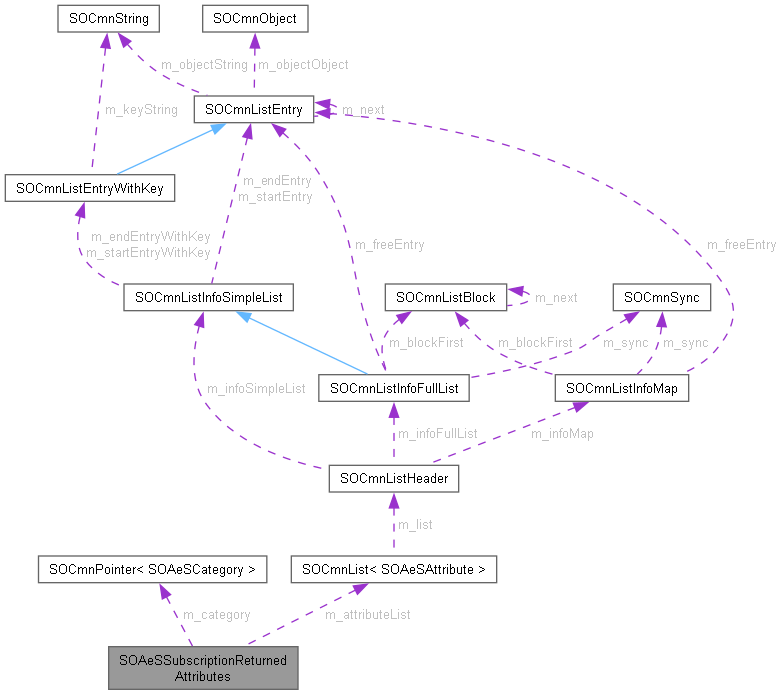 SOCmnString
SOCmnObject
m_objectString
m_objectObject
m_keyString
SOCmnListEntry
m_next
SOCmnListEntryWithKey
m_endEntry
m_startEntry
m_endEntryWithKey
m_startEntryWithKey
m_freeEntry
m_freeEntry
SOCmnListInfoSimpleList
SOCmnListBlock
m_next
SOCmnSync
m_blockFirst
m_blockFirst
m_sync
m_sync
m_infoSimpleList
SOCmnListInfoFullList
SOCmnListInfoMap
m_infoFullList
m_infoMap
SOCmnListHeader
m_list
SOCmnPointer< SOAeSCategory >
SOCmnList< SOAeSAttribute >
m_category
m_attributeList
SOAeSSubscriptionReturned
Attributes